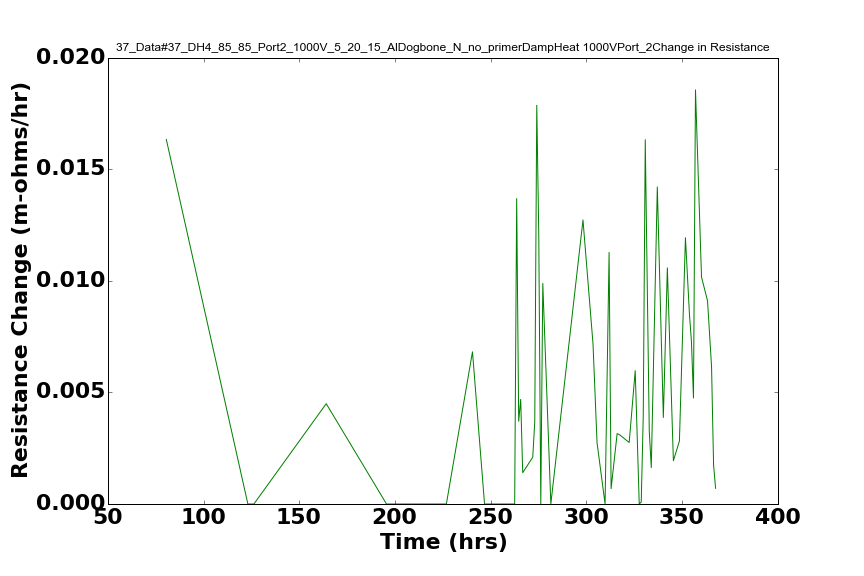 37_Data#37_DH4_85_85_Port2_1000V_5_20_15_AlDogbone_N_no_primerDampHeat 1000VPort_2Change in Resistance
0.020
0.015
0.010
0.005
0.000
Resistance Change (m-ohms/hr)
50 100 150 200 250 300 350 400
Time (hrs)